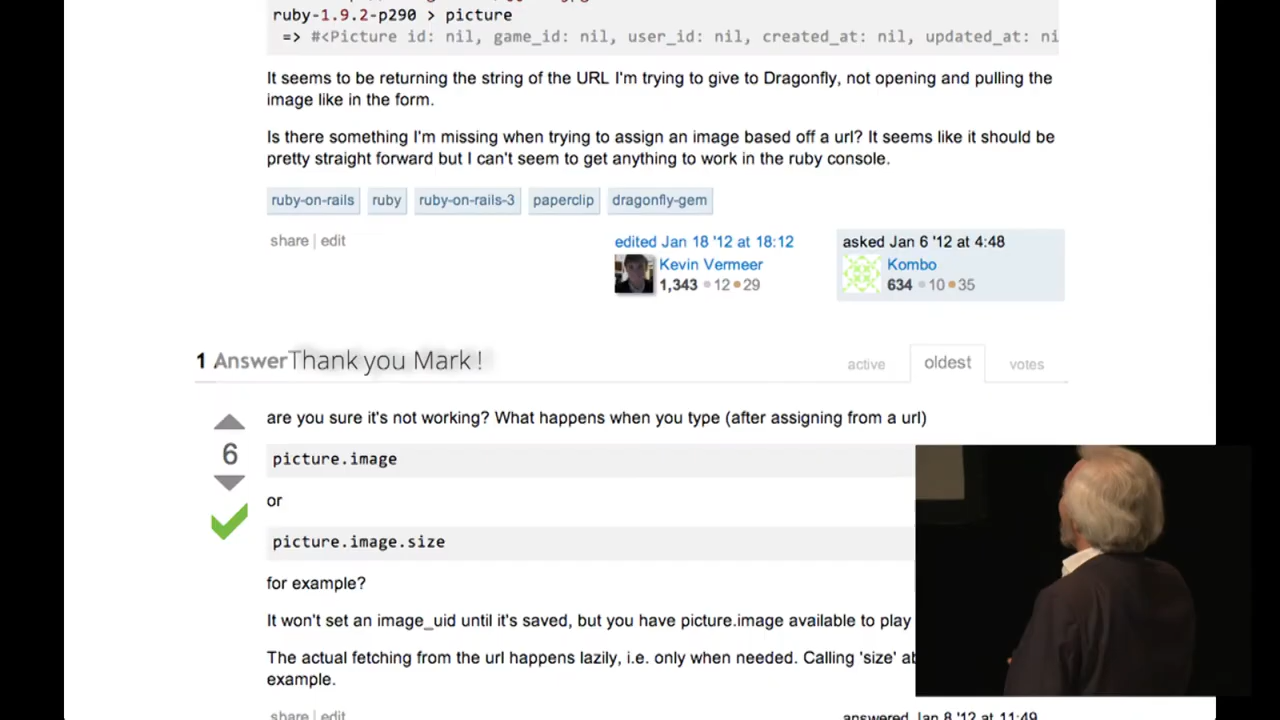 ruby-1.9.2-p290 > picture
=> #<Picture id: nil, game_id: nil, user_id: nil, created_at: nil, updated_at: ni
It seems to be returning the string of the URL I'm trying to give to Dragonfly, not opening and pulling the
image like in the form.
Is there something I'm missing when trying to assign an image based off a url? It seems like it should be
pretty straight forward but I can't seem to get anything to work in the ruby console.
ruby-on-rails ruby ruby-on-rails-3 paperclip dragonfly-gem
share | edit
edited Jan 18 '12 at 18:12
Kevin Vermeer
1,343 12 29
asked Jan 6 '12 at 4:48
Kombo
634 10 35
1 Answer Thank you Mark !
active oldest votes
are you sure it's not working? What happens when you type (after assigning from a url)
6
picture.image
or
picture.image.size
for example?
It won't set an image_uid until it's saved, but you have picture.image available to play
The actual fetching from the url happens lazily, i.e. only when needed. Calling 'size'
example.
share | edit
answered Jan 8 '12 at 11:49